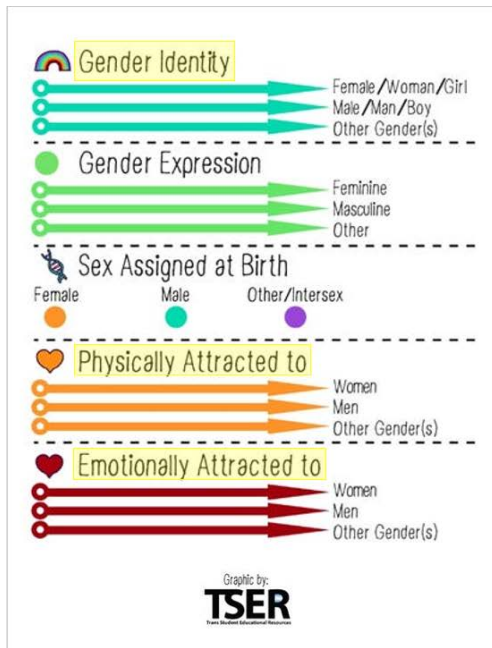 Gender Identity
Female/Woman/Girl
Male/Man/Boy
Other Gender(s)
Gender Expression
Feminine
Masculine
Other
Sex Assigned at Birth
Female Male Other/Intersex
Physically Attracted to
Women
Men
Other Gender(s)
Emotionally Attracted to
Women
Men
Other Gender(s)
Graphic by:
TSER
Trans Student Educational Resources